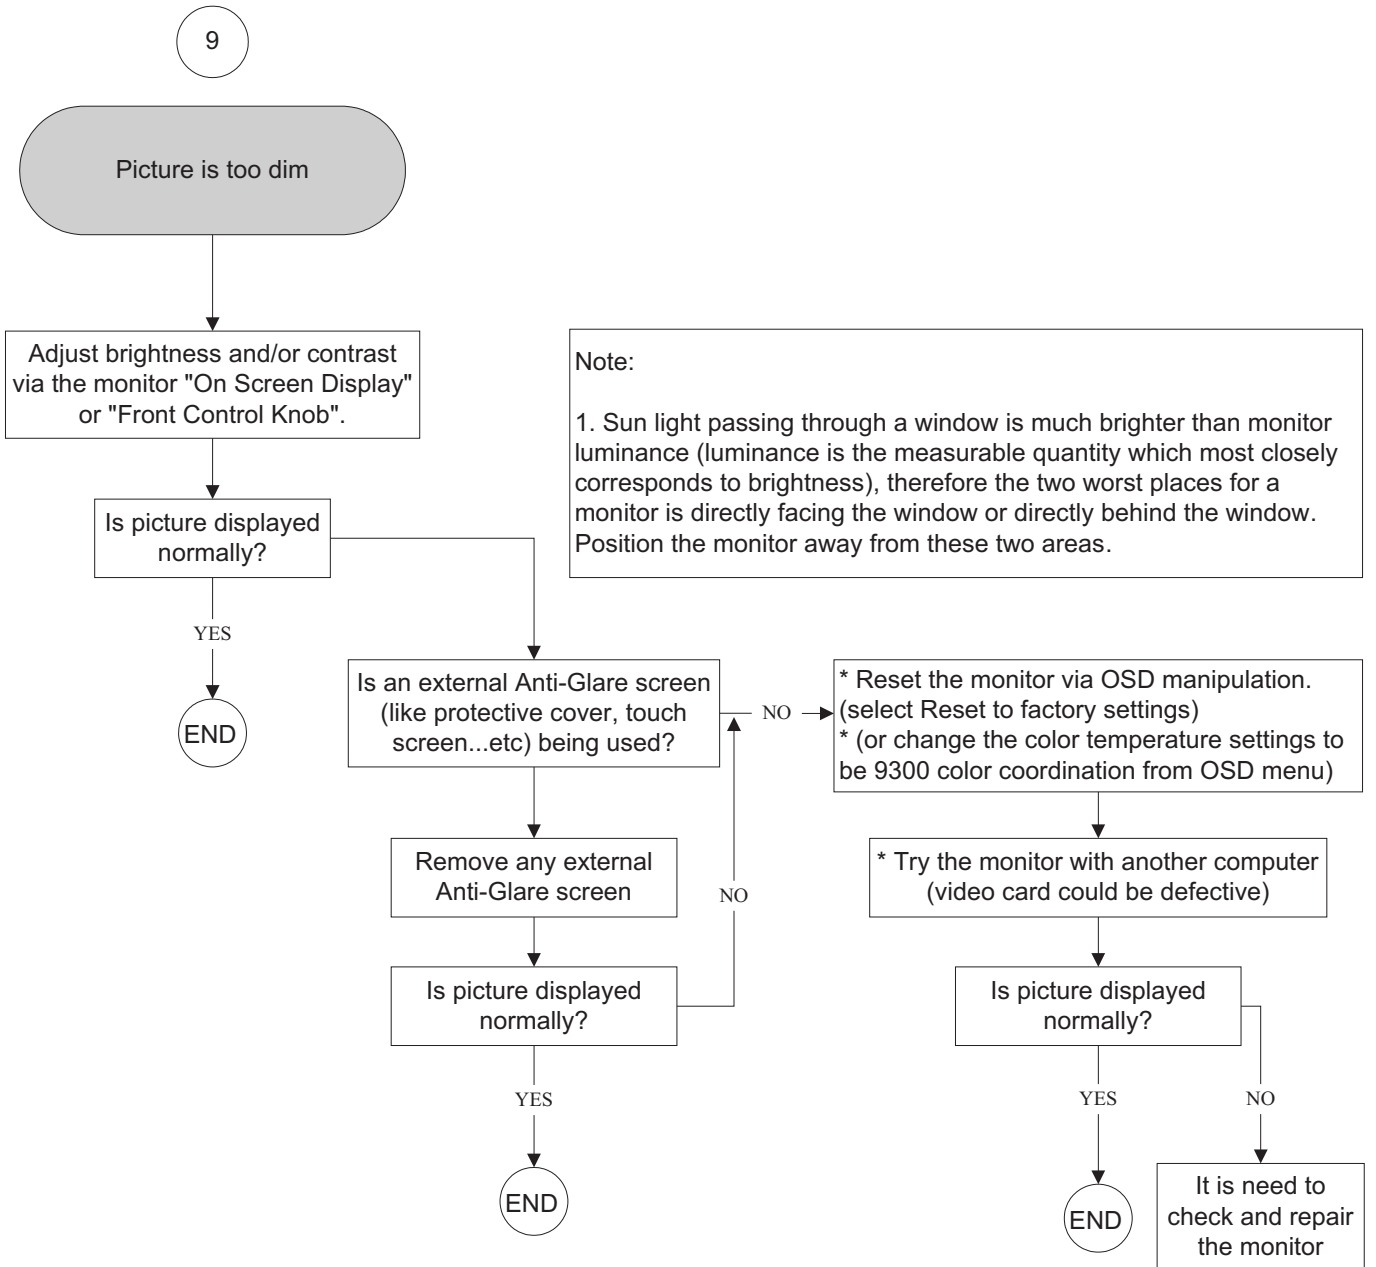 9
Picture is too dim
Adjust brightness and/or contrast
via the monitor "On Screen Display"
or "Front Control Knob".
Note:
1. Sun light passing through a window is much brighter than monitor
luminance (luminance is the measurable quantity which most closely
corresponds to brightness), therefore the two worst places for a
monitor is directly facing the window or directly behind the window.
Position the monitor away from these two areas.
Is picture displayed
normally?
YES
END
Is an external Anti-Glare screen
(like protective cover, touch
screen...etc) being used?
NO
* Reset the monitor via OSD manipulation.
(select Reset to factory settings)
* (or change the color temperature settings to
be 9300 color coordination from OSD menu)
Remove any external
Anti-Glare screen
NO
* Try the monitor with another computer
(video card could be defective)
Is picture displayed
normally?
YES
END
Is picture displayed
normally?
YES
NO
END
It is need to
check and repair
the monitor